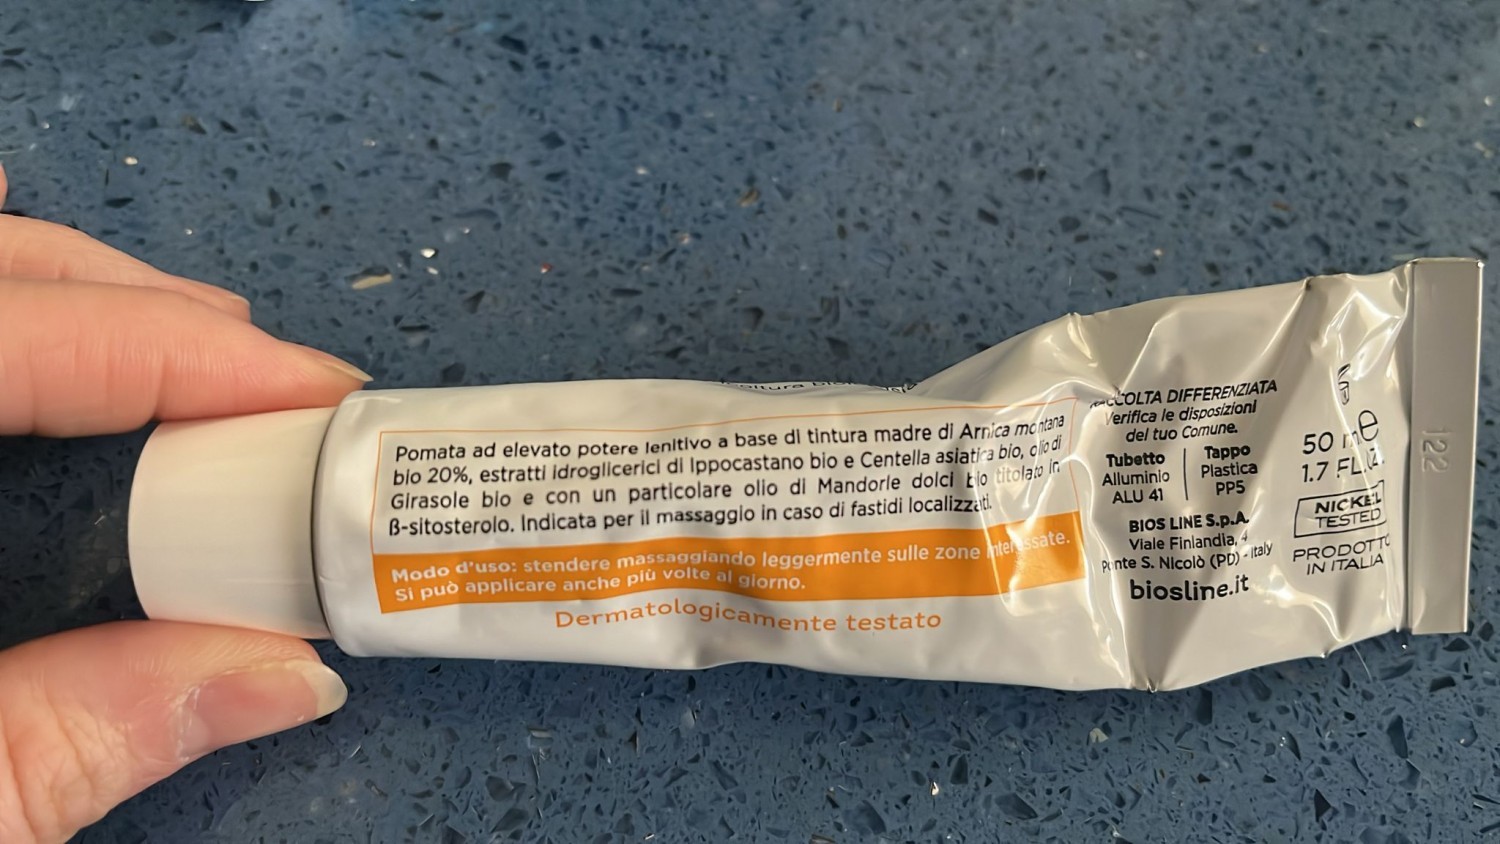 Pomata ad elevato potere lenitivo a base di tintura madre di Arnica montana
bio 20%, estratti idroglicerici di Ippocastano bio e Centella asiatica bio, olio di
Girasole bio e con un particolare olio di Mandorle dolci bio titolato in
ß-sitosterolo. Indicata per il massaggio in caso di fastidi localizzati.
Modo d'uso: stendere massaggiando leggermente sulle zone interessate.
Si può applicare anche più volte al giorno.
Dermatologicamente testato
RACCOLTA DIFFERENZIATA
Verifica le disposizioni
del tuo Comune.
Tubetto
Alluminio
ALU 41
Tappo
Plastica
PP5
BIOS LINE S.p.A.
Viale Finlandia, 4
Ponte S. Nicolò (PD) - Italy
biosline.it
50 ml e
1.7 FL.
NICKEL
TESTED
PRODOTTO
IN ITALIA
122